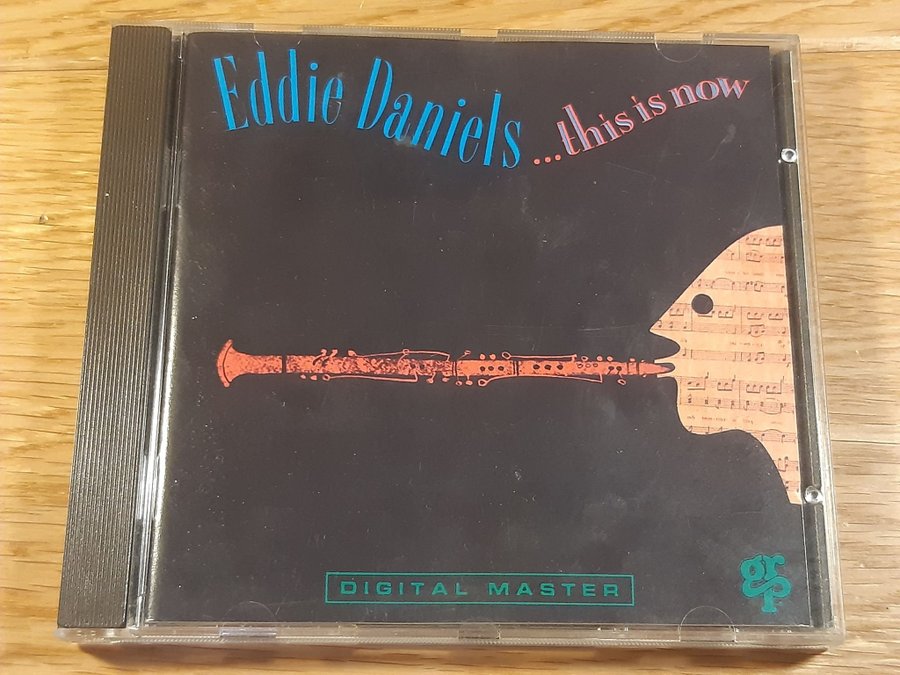 Eddie Daniels ...this is now
DIGITAL MASTER
grp